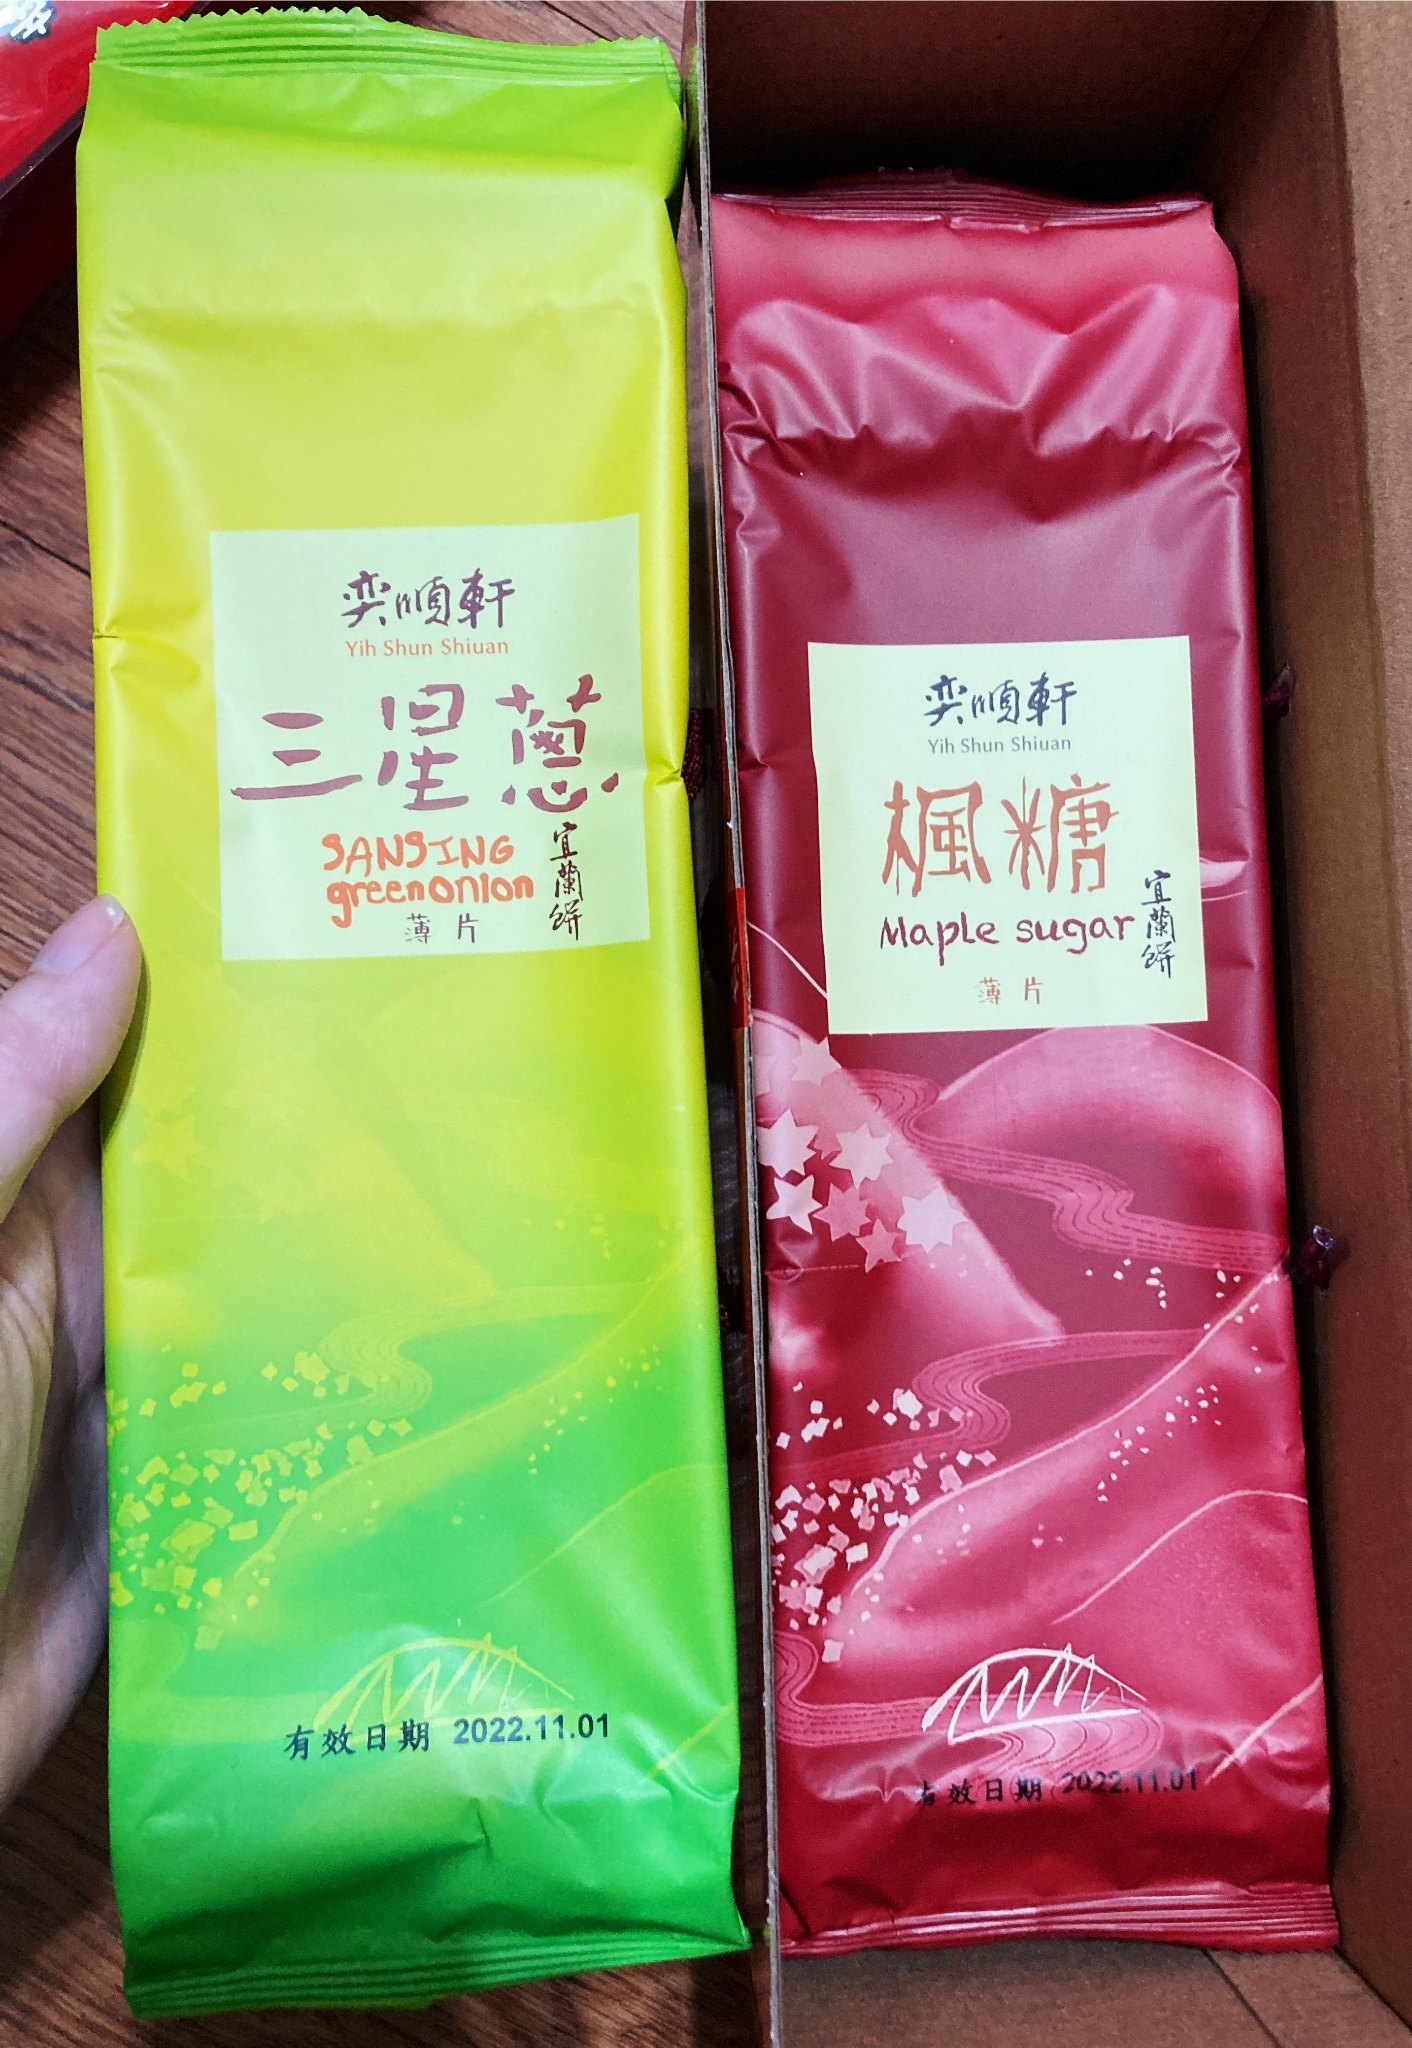 奕順軒
Yih Shun Shiuan
三星蔥
SANSING
green onion
宜蘭餅
薄片
有效日期 2022.11.01
奕順軒
Yih Shun Shiuan
楓糖
Maple sugar
宜蘭餅
薄片
有效日期 2022.11.01